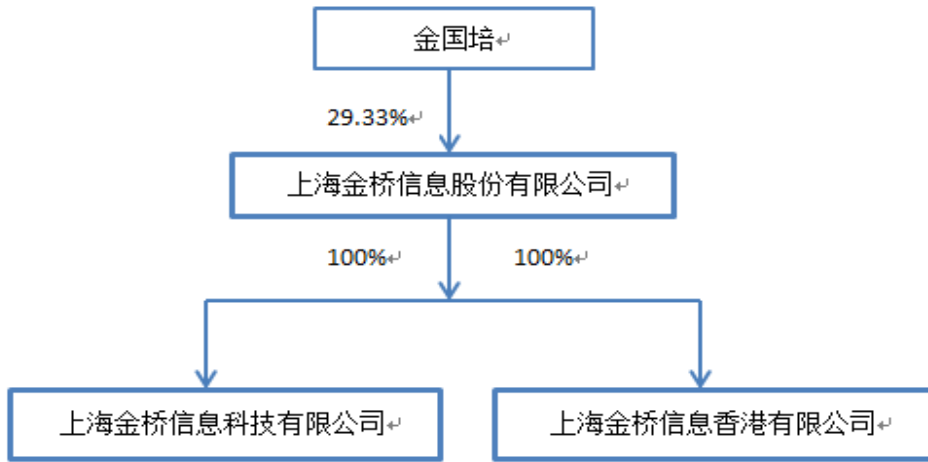 金国培
29.33%
上海金桥信息股份有限公司
100% 100%
上海金桥信息科技有限公司 上海金桥信息香港有限公司